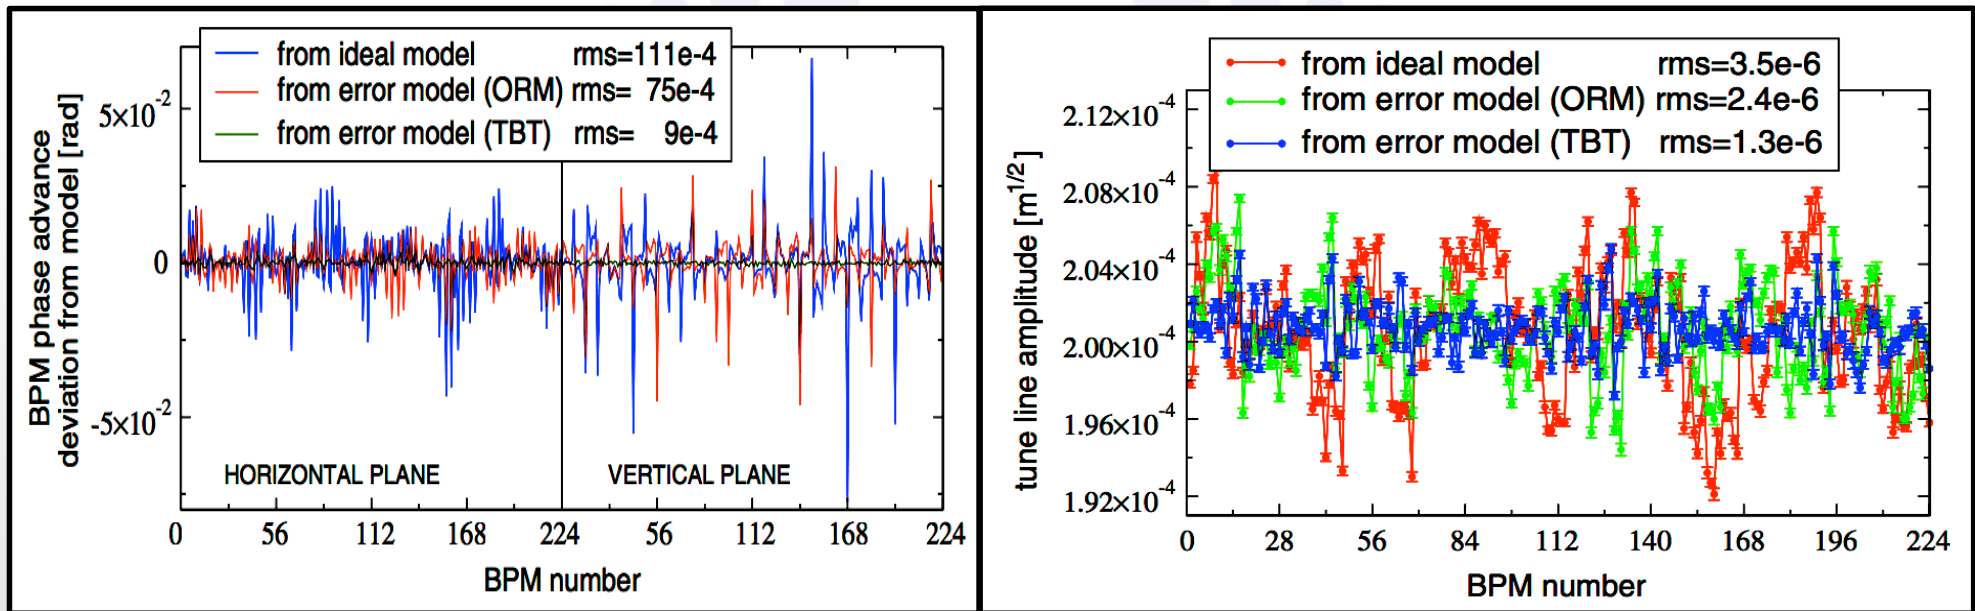 from ideal model rms=111e-4
from error model (ORM) rms= 75e-4
from error model (TBT) rms= 9e-4
BPM phase advance
deviation from model [rad]
5×10-2
0
-5×10-2
HORIZONTAL PLANE VERTICAL PLANE
0 56 112 168 224 56 112 168 224
BPM number
from ideal model rms=3.5e-6
from error model (ORM) rms=2.4e-6
from error model (TBT) rms=1.3e-6
tune line amplitude [m1/2]
2.12×10-4
2.08×10-4
2.04×10-4
2.00×10-4
1.96×10-4
1.92×10-4
0 28 56 84 112 140 168 196 224
BPM number